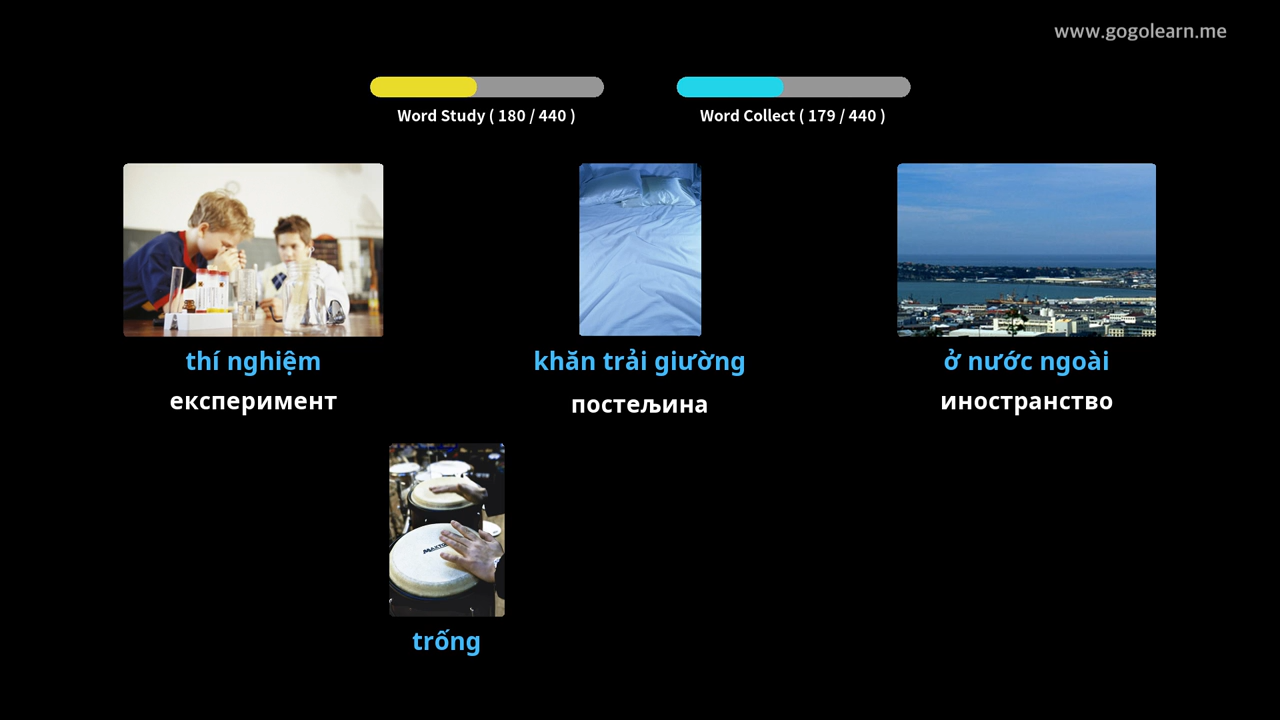 www.gogolearn.me
Word Study ( 180 / 440 )
Word Collect ( 179 / 440 )
thí nghiệm
експеримент
khăn trải giường
постељина
ở nước ngoài
иностранство
trống